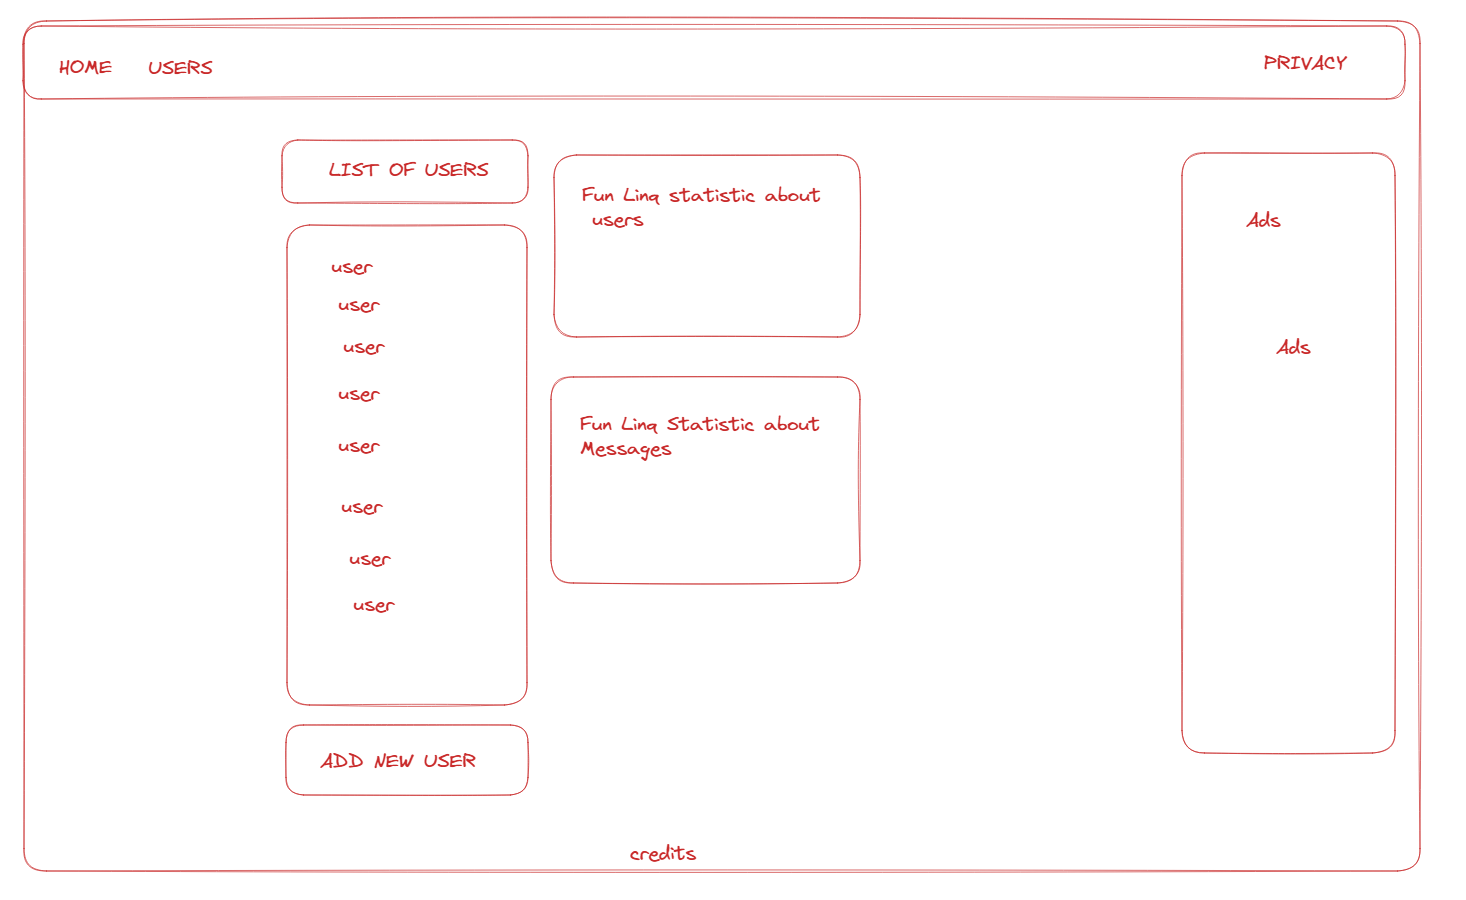 HOME
USERS
PRIVACY
LIST OF USERS
user
user
user
user
user
user
user
user
ADD NEW USER
Fun Linq statistic about
users
Fun Linq Statistic about
Messages
Ads
Ads
credits